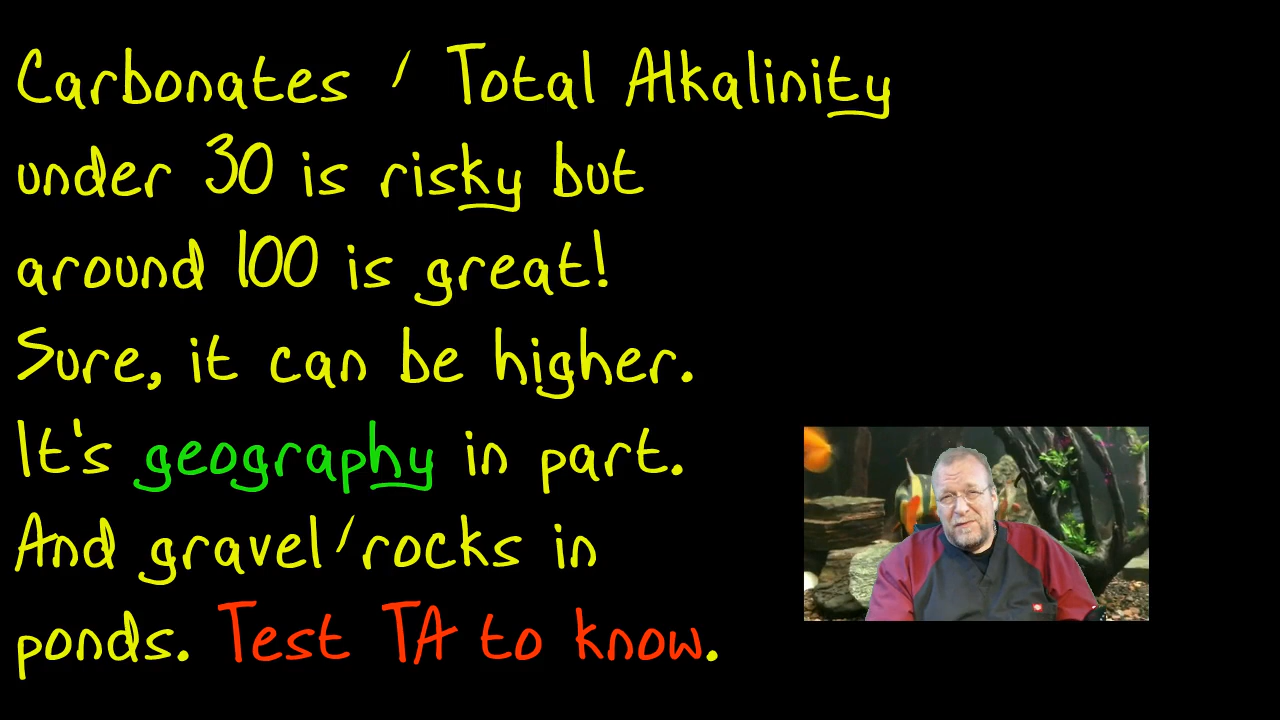 Carbonates / Total Alkalinity
under 30 is risky but
around 100 is great!
Sure, it can be higher.
It's geography in part.
And gravel/rocks in
ponds. Test TA to know.